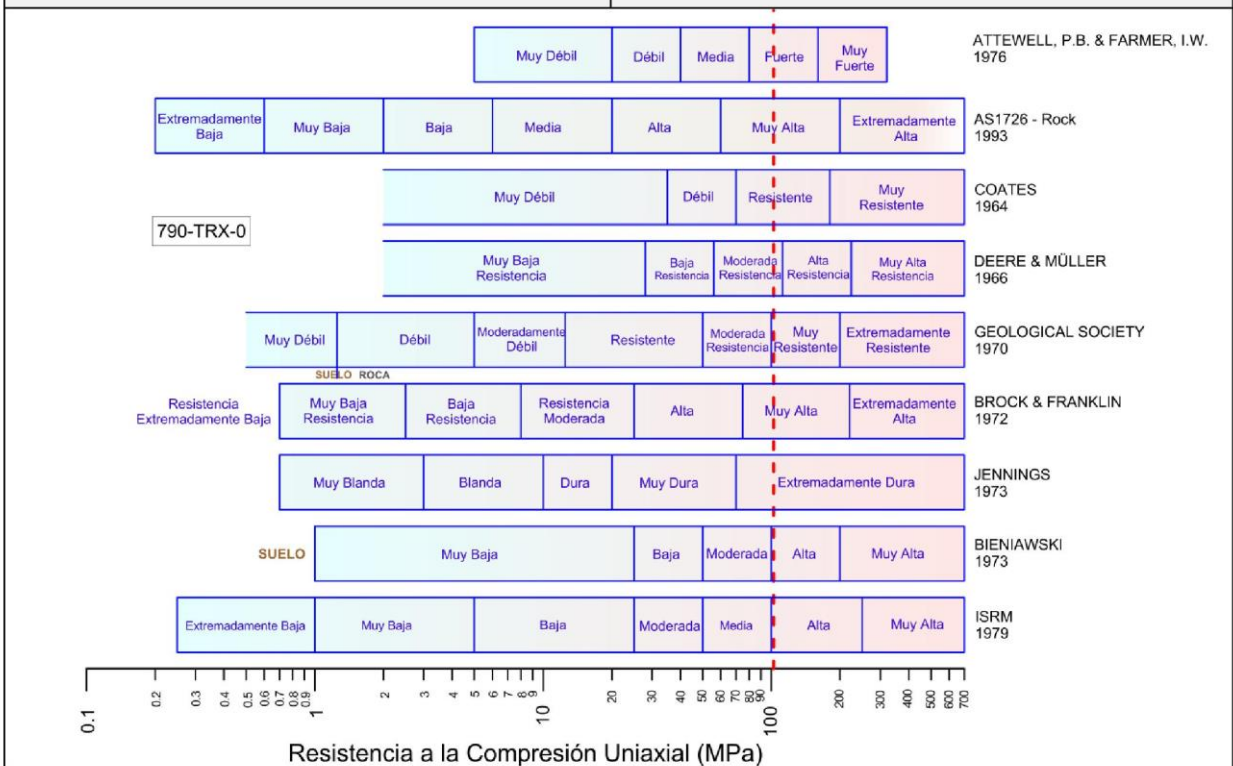 Muy Débil
Débil
Media
Fuerte
Muy
Fuerte
ATTEWELL, P.B. & FARMER, I.W.
1976
Extremadamente
Baja
Muy Baja
Baja
Media
Alta
Muy Alta
Extremadamente
Alta
AS1726 - Rock
1993
Muy Débil
Débil
Resistente
Muy
Resistente
COATES
1964
790-TRX-0
Muy Baja
Resistencia
Baja
Resistencia
Moderada
Resistencia
Alta
Resistencia
Muy Alta
Resistencia
DEERE & MÜLLER
1966
Muy Débil
Débil
Moderadamente
Débil
Resistente
Moderada
Resistencia
Muy
Resistente
Extremadamente
Resistente
GEOLOGICAL SOCIETY
1970
SUELO ROCA
Resistencia
Extremadamente Baja
Muy Baja
Resistencia
Baja
Resistencia
Resistencia
Moderada
Alta
Muy Alta
Extremadamente
Alta
BROCK & FRANKLIN
1972
Muy Blanda
Blanda
Dura
Muy Dura
Extremadamente Dura
JENNINGS
1973
SUELO
Muy Baja
Baja
Moderada
Alta
Muy Alta
BIENIAWSKI
1973
Extremadamente Baja
Muy Baja
Baja
Moderada
Media
Alta
Muy Alta
ISRM
1979
0.1 0.2 0.3 0.4 0.5 0.6 0.7 0.8 0.9 1 2 3 4 5 6 7 8 9 10 20 30 40 50 60 70 80 90 100 200 300 400 500 600 700
Resistencia a la Compresión Uniaxial (MPa)